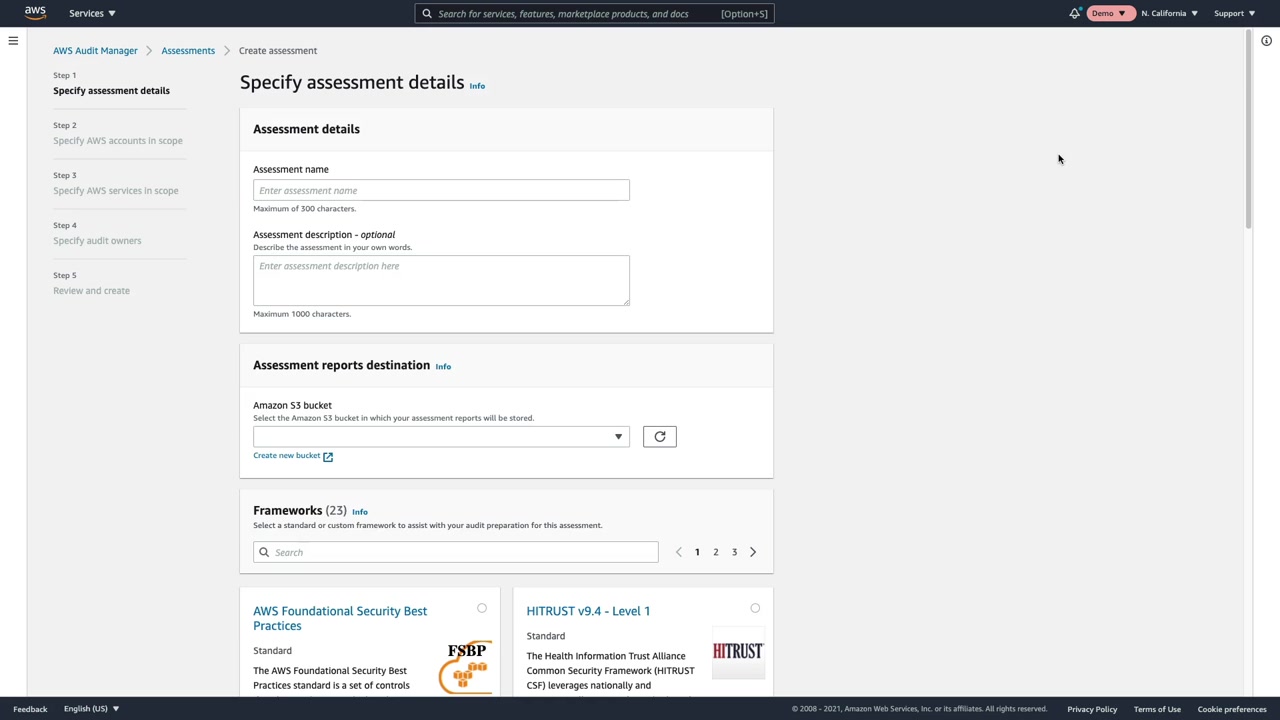 aws
Services
Search for services, features, marketplace products, and docs
[Option+S]
Demo
N. California
Support
AWS Audit Manager
Assessments
Create assessment
Step 1
Specify assessment details
Step 2
Specify AWS accounts in scope
Step 3
Specify AWS services in scope
Step 4
Specify audit owners
Step 5
Review and create
Specify assessment details Info
Assessment details
Assessment name
Enter assessment name
Maximum of 300 characters.
Assessment description - optional
Describe the assessment in your own words.
Enter assessment description here
Maximum 1000 characters.
Assessment reports destination Info
Amazon S3 bucket
Select the Amazon S3 bucket in which your assessment reports will be stored.
Create new bucket
Frameworks (23) Info
Select a standard or custom framework to assist with your audit preparation for this assessment.
Search
1 2 3
AWS Foundational Security Best
Practices
Standard
The AWS Foundational Security Best
Practices standard is a set of controls
FSBP
HITRUST v9.4 - Level 1
Standard
The Health Information Trust Alliance
Common Security Framework (HITRUST
CSF) leverages nationally and
HITRUST
Feedback
English (US)
© 2008 - 2021, Amazon Web Services, Inc. or its affiliates. All rights reserved.
Privacy Policy
Terms of Use
Cookie preferences